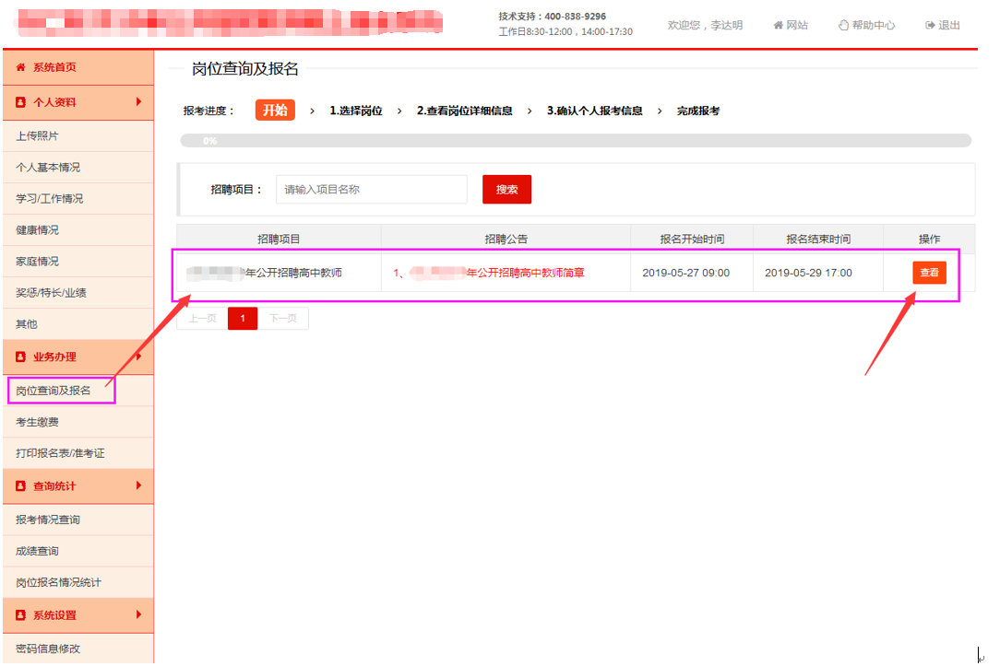 技术支持：400-838-9296
工作日8:30-12:00，14:00-17:30
欢迎您，李达明
网站
帮助中心
退出
系统首页
个人资料
上传照片
个人基本情况
学习/工作情况
健康情况
家庭情况
奖惩/特长/业绩
其他
业务办理
岗位查询及报名
考生缴费
打印报名表/准考证
查询统计
报考情况查询
成绩查询
岗位报名情况统计
系统设置
密码信息修改
岗位查询及报名
报考进度：
开始
1.选择岗位
2.查看岗位详细信息
3.确认个人报考信息
完成报考
0%
招聘项目：
请输入项目名称
搜索
招聘项目
招聘公告
报名开始时间
报名结束时间
操作
年公开招聘高中教师
1、
年公开招聘高中教师简章
2019-05-27 09:00
2019-05-29 17:00
查看
上一页
1
下一页